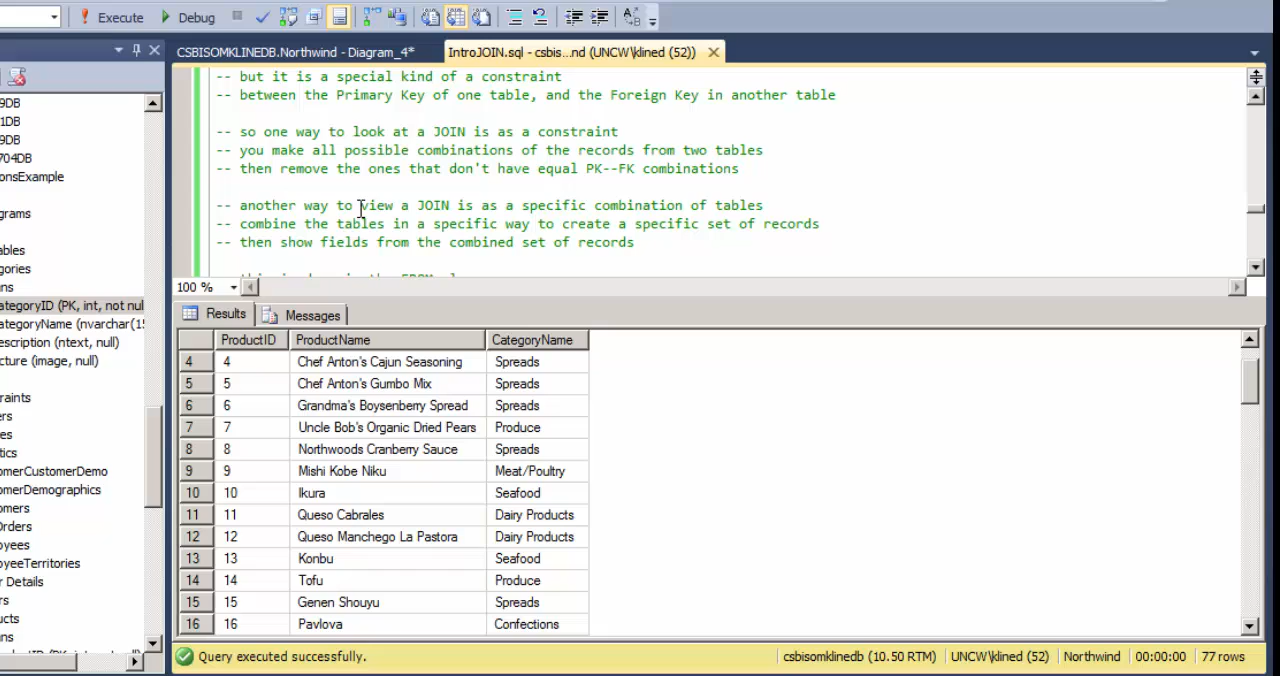 Execute Debug
CSBISOMKLINEDB.Northwind - Diagram_4* IntroJOIN.sql - csbis...nd (UNCW\klined (52))
9DB
1DB
9DB
704DB
onsExample
grams
ables
egories
ns
ategoryID (PK, int, not nul
ategoryName (nvarchar(15
escription (ntext, null)
cture (image, null)
raints
ers
es
tics
omerCustomerDemo
omerDemographics
omers
Orders
oyees
oyeeTerritories
r Details
rs
ucts
ns
-- but it is a special kind of a constraint
-- between the Primary Key of one table, and the Foreign Key in another table
-- so one way to look at a JOIN is as a constraint
-- you make all possible combinations of the records from two tables
-- then remove the ones that don't have equal PK--FK combinations
-- another way to view a JOIN is as a specific combination of tables
-- combine the tables in a specific way to create a specific set of records
-- then show fields from the combined set of records
100 %
Results Messages
ProductID ProductName CategoryName
4 4 Chef Anton's Cajun Seasoning Spreads
5 5 Chef Anton's Gumbo Mix Spreads
6 6 Grandma's Boysenberry Spread Spreads
7 7 Uncle Bob's Organic Dried Pears Produce
8 8 Northwoods Cranberry Sauce Spreads
9 9 Mishi Kobe Niku Meat/Poultry
10 10 Ikura Seafood
11 11 Queso Cabrales Dairy Products
12 12 Queso Manchego La Pastora Dairy Products
13 13 Konbu Seafood
14 14 Tofu Produce
15 15 Genen Shouyu Spreads
16 16 Pavlova Confections
Query executed successfully. csbisomklinedb (10.50 RTM) UNCW\klined (52) Northwind 00:00:00 77 rows